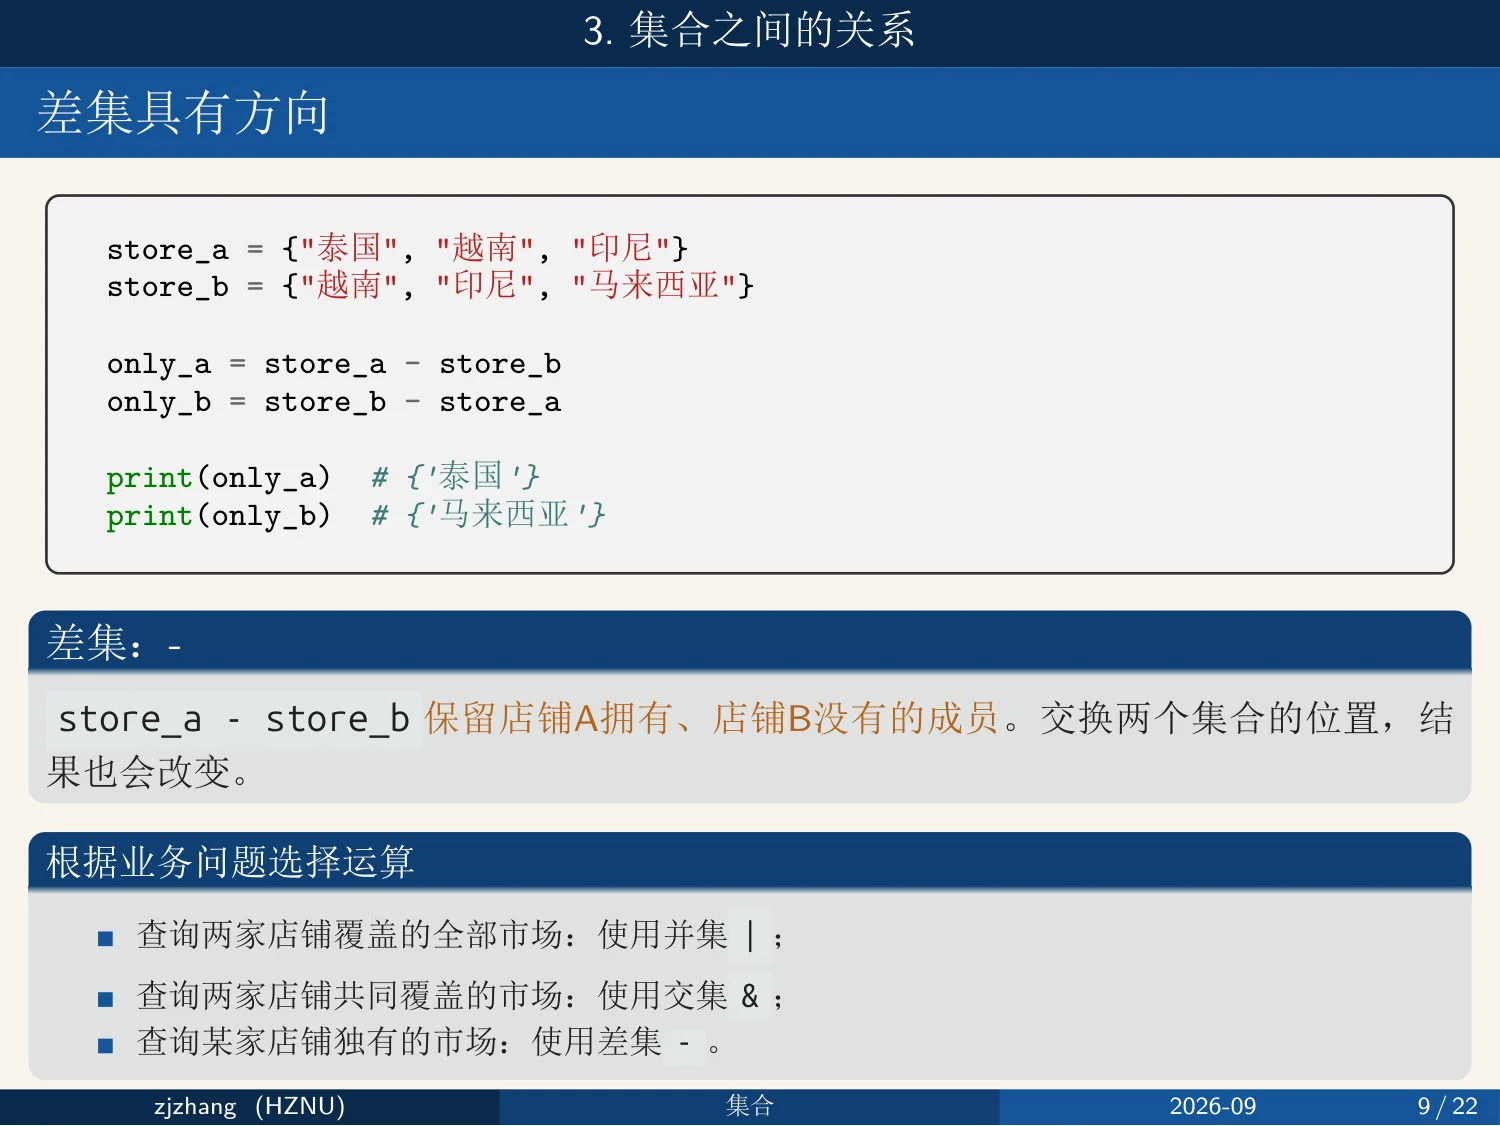 3. 集合之间的关系
差集具有方向
store_a = {"泰国", "越南", "印尼"}
store_b = {"越南", "印尼", "马来西亚"}
only_a = store_a - store_b
only_b = store_b - store_a
print(only_a)  # {'泰国'}
print(only_b)  # {'马来西亚'}
差集：-
store_a - store_b 保留店铺A拥有、店铺B没有的成员。交换两个集合的位置，结
果也会改变。
根据业务问题选择运算
■ 查询两家店铺覆盖的全部市场：使用并集 | ；
■ 查询两家店铺共同覆盖的市场：使用交集 & ；
■ 查询某家店铺独有的市场：使用差集 - 。
zjzhang (HZNU) 集合 2026-09 9 / 22